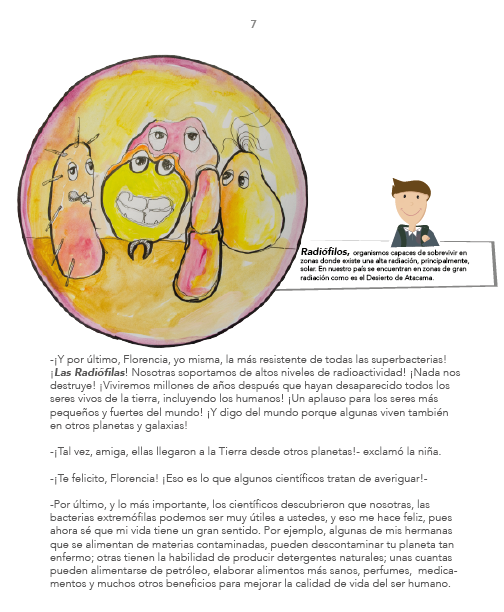 7
Radiófilos, organismos capaces de sobrevivir en
zonas donde existe una alta radiación, principalmente,
solar. En nuestro país se encuentran en zonas de gran
radiación como es el Desierto de Atacama.
-¡Y por último, Florencia, yo misma, la más resistente de todas las superbacterias!
¡Las Radiófilas! Nosotras soportamos de altos niveles de radioactividad! ¡Nada nos
destruye! ¡Viviremos millones de años después que hayan desaparecido todos los
seres vivos de la tierra, incluyendo los humanos! ¡Un aplauso para los seres más
pequeños y fuertes del mundo! ¡Y digo del mundo porque algunas viven también
en otros planetas y galaxias!
-¡Tal vez, amiga, ellas llegaron a la Tierra desde otros planetas!- exclamó la niña.
-¡Te felicito, Florencia! ¡Eso es lo que algunos científicos tratan de averiguar!-
-Por último, y lo más importante, los científicos descubrieron que nosotras, las
bacterias extremófilas podemos ser muy útiles a ustedes, y eso me hace feliz, pues
ahora sé que mi vida tiene un gran sentido. Por ejemplo, algunas de mis hermanas
que se alimentan de materias contaminadas, pueden descontaminar tu planeta tan
enfermo; otras tienen la habilidad de producir detergentes naturales; unas cuantas
pueden alimentarse de petróleo, elaborar alimentos más sanos, perfumes, medica-
mentos y muchos otros beneficios para mejorar la calidad de vida del ser humano.